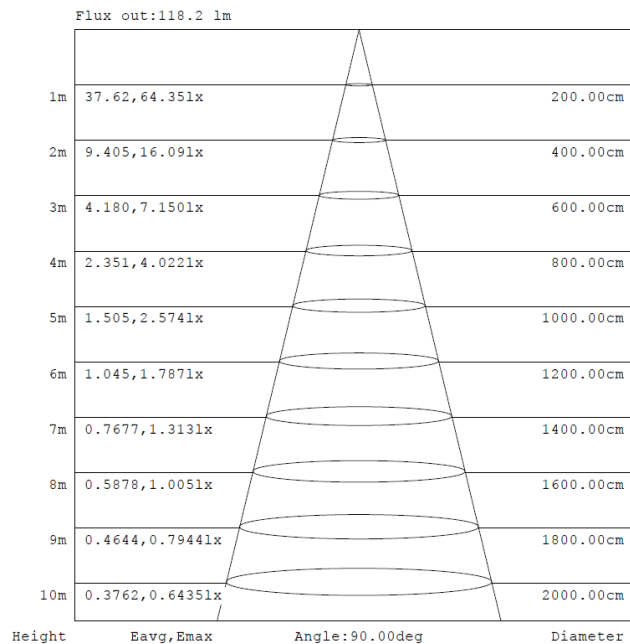 Flux out:118.2 lm
1m 37.62,64.35lx 200.00cm
2m 9.405,16.09lx 400.00cm
3m 4.180,7.150lx 600.00cm
4m 2.351,4.022lx 800.00cm
5m 1.505,2.574lx 1000.00cm
6m 1.045,1.787lx 1200.00cm
7m 0.7677,1.313lx 1400.00cm
8m 0.5878,1.005lx 1600.00cm
9m 0.4644,0.7944lx 1800.00cm
10m 0.3762,0.6435lx 2000.00cm
Height Eavg,Emax Angle:90.00deg Diameter